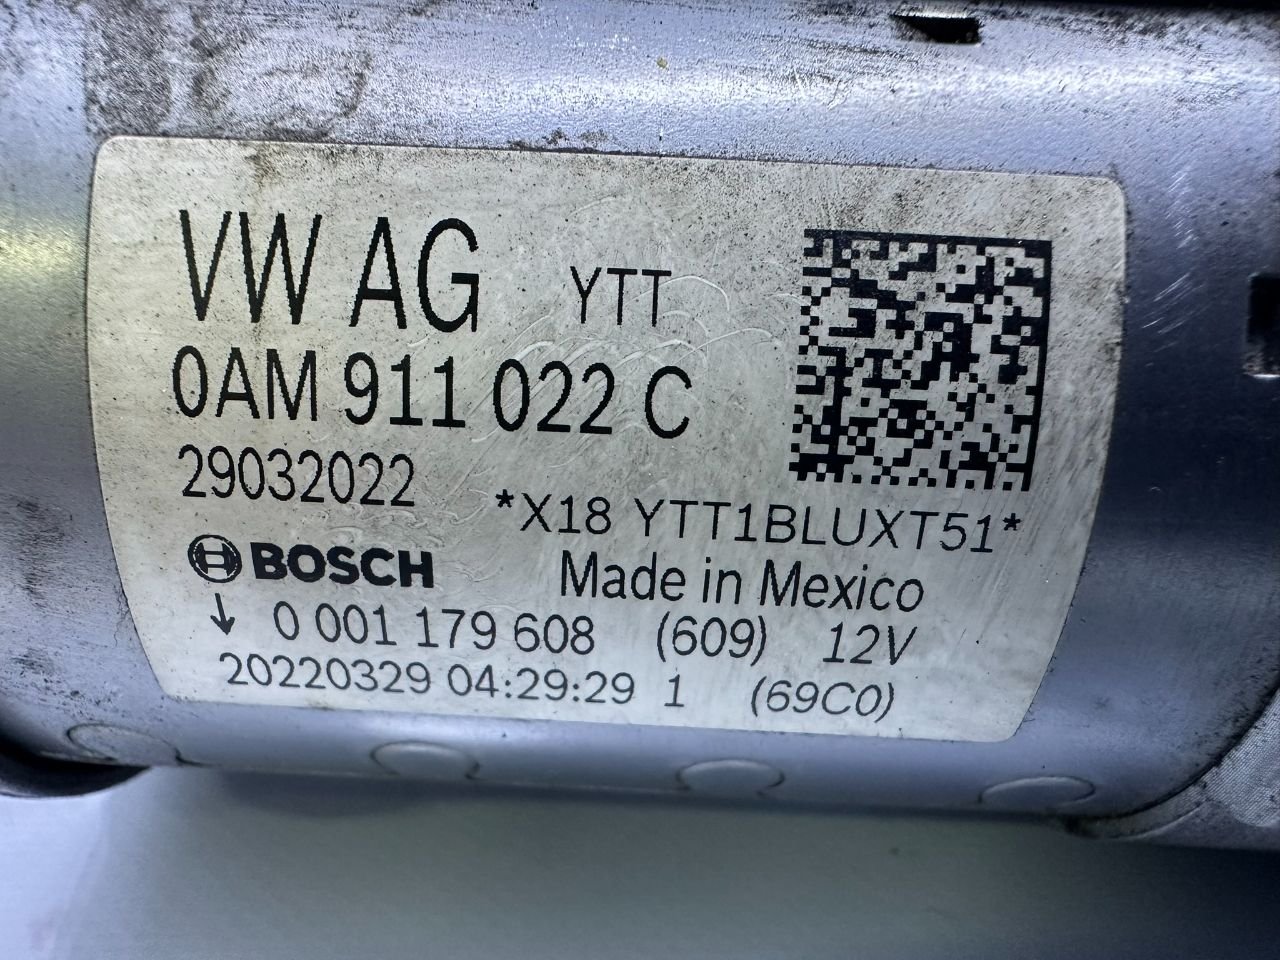 VW AG YTT
0AM 911 022 C
29032022
*X18 YTT1BLUXT51*
BOSCH Made in Mexico
↓ 0 001 179 608 (609) 12V
20220329 04:29:29 1 (69C0)